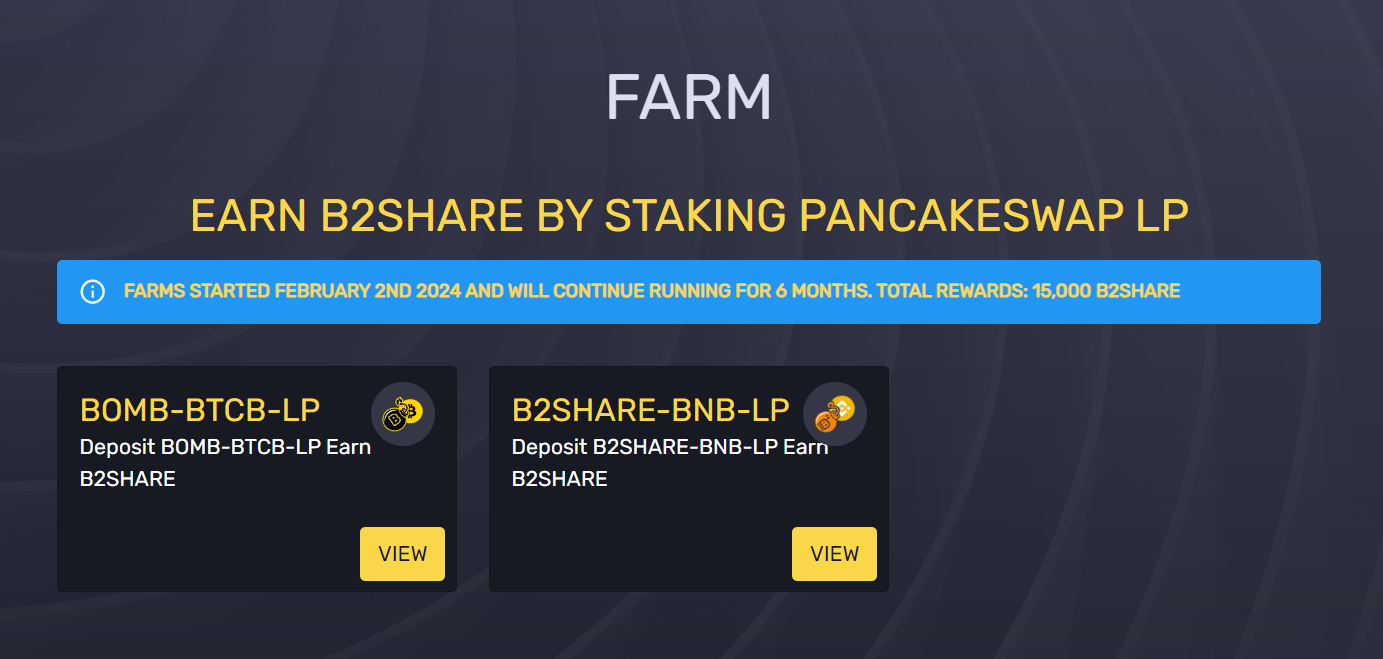 FARM
EARN B2SHARE BY STAKING PANCAKESWAP LP
FARMS STARTED FEBRUARY 2ND 2024 AND WILL CONTINUE RUNNING FOR 6 MONTHS. TOTAL REWARDS: 15,000 B2SHARE
BOMB-BTCB-LP
Deposit BOMB-BTCB-LP Earn
B2SHARE
VIEW
B2SHARE-BNB-LP
Deposit B2SHARE-BNB-LP Earn
B2SHARE
VIEW